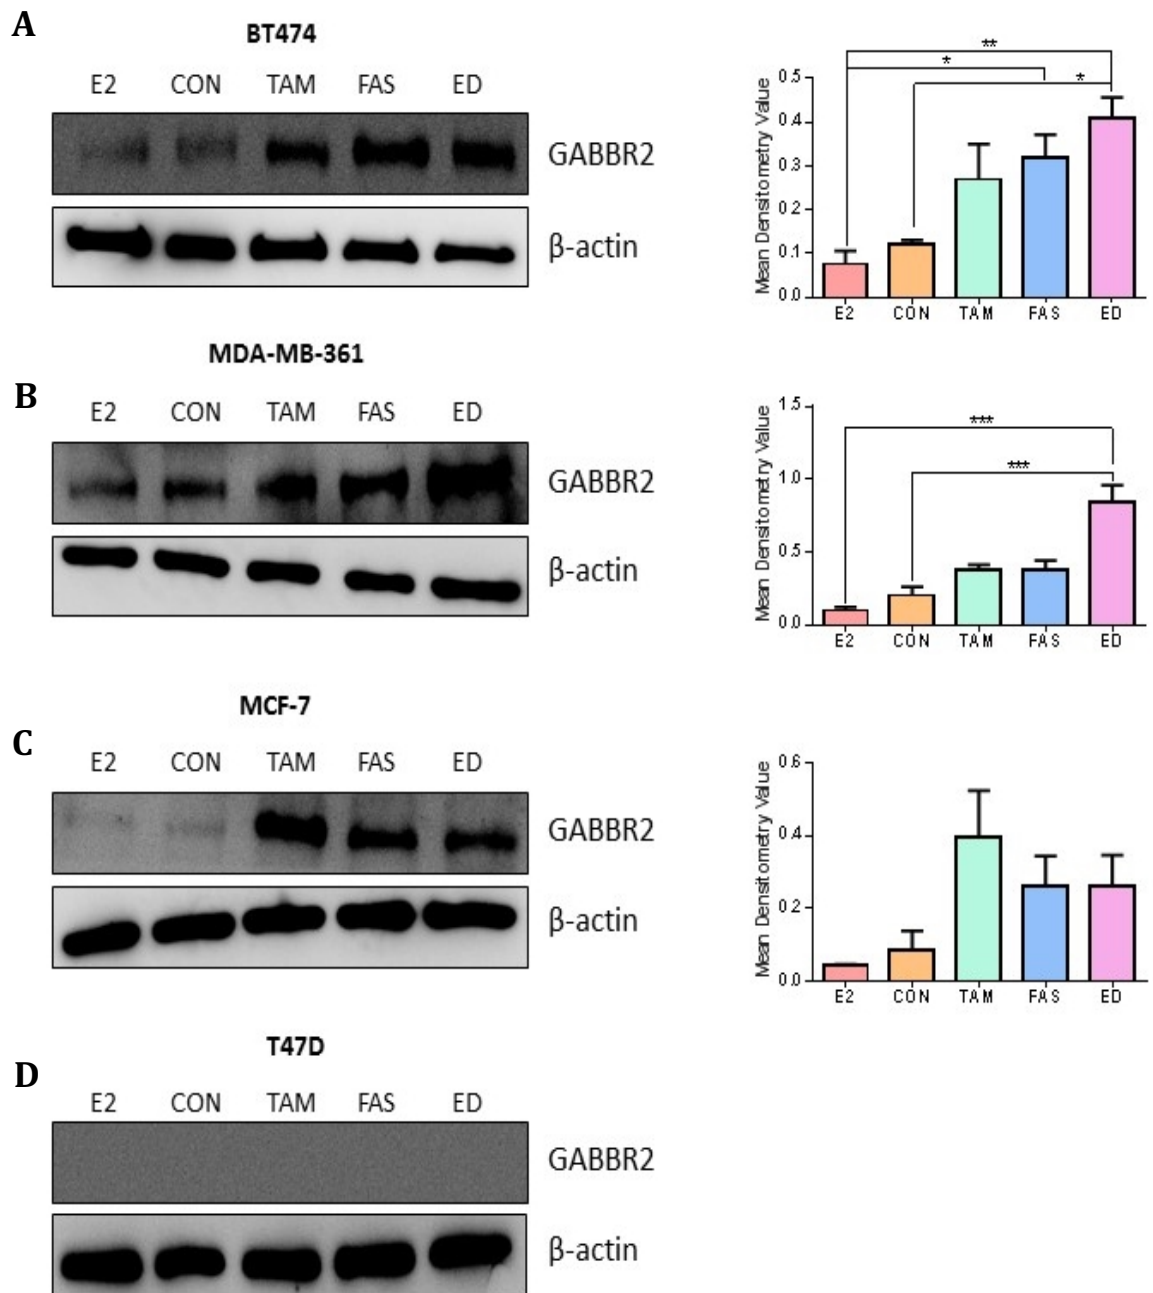 A
BT474
E2 CON TAM FAS ED
GABBR2
β-actin
** 
* 
*
Mean Densitometry Value
0.5
0.4
0.3
0.2
0.1
0.0
E2 CON TAM FAS ED
MDA-MB-361
B
E2 CON TAM FAS ED
GABBR2
β-actin
***
***
Mean Densitometry Value
1.5
1.0
0.5
0.0
E2 CON TAM FAS ED
MCF-7
C
E2 CON TAM FAS ED
GABBR2
β-actin
Mean Densitometry Value
0.6
0.4
0.2
0.0
E2 CON TAM FAS ED
T47D
D
E2 CON TAM FAS ED
GABBR2
β-actin